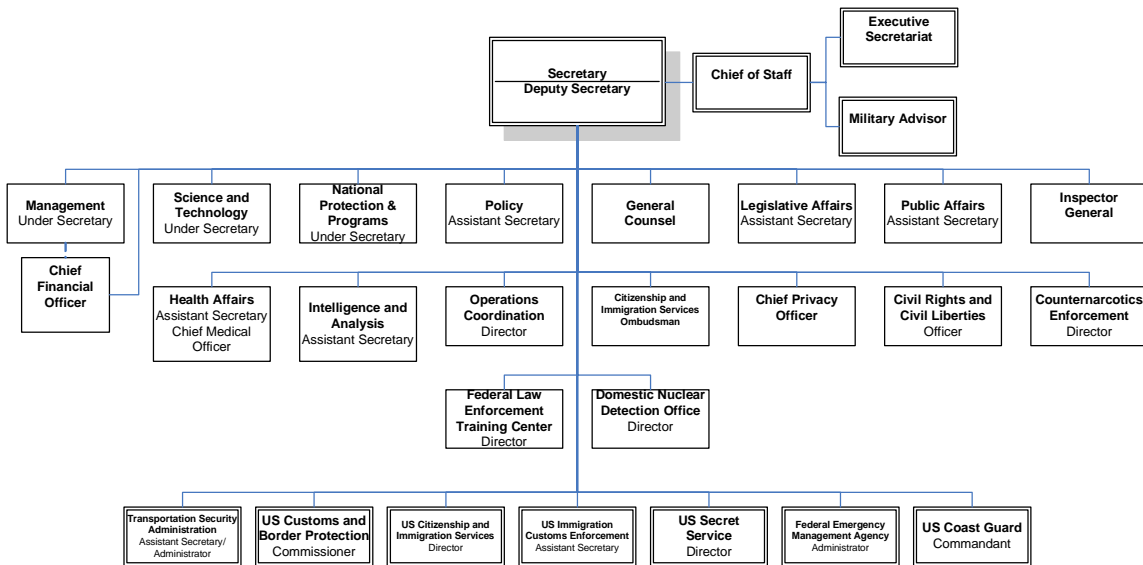 Executive
Secretariat
Secretary
Deputy Secretary
Chief of Staff
Military Advisor
Management
Under Secretary
Science and
Technology
Under Secretary
National
Protection &
Programs
Under Secretary
Policy
Assistant Secretary
General
Counsel
Legislative Affairs
Assistant Secretary
Public Affairs
Assistant Secretary
Inspector
General
Chief
Financial
Officer
Health Affairs
Assistant Secretary
Chief Medical
Officer
Intelligence and
Analysis
Assistant Secretary
Operations
Coordination
Director
Citizenship and
Immigration Services
Ombudsman
Chief Privacy
Officer
Civil Rights and
Civil Liberties
Officer
Counternarcotics
Enforcement
Director
Federal Law
Enforcement
Training Center
Director
Domestic Nuclear
Detection Office
Director
Transportation Security
Administration
Assistant Secretary/
Administrator
US Customs and
Border Protection
Commissioner
US Citizenship and
Immigration Services
Director
US Immigration
Customs Enforcement
Assistant Secretary
US Secret
Service
Director
Federal Emergency
Management Agency
Administrator
US Coast Guard
Commandant